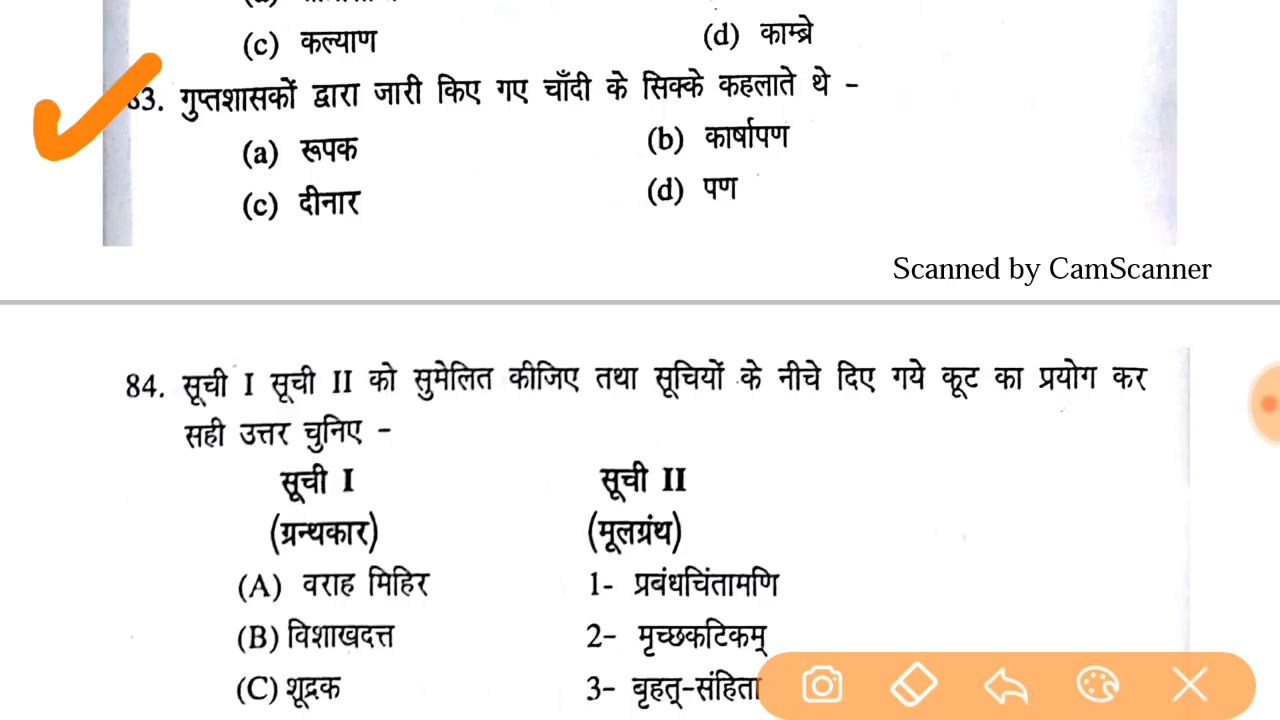 (c) कल्याण (d) काम्ब्रे
83. गुप्तशासकों द्वारा जारी किए गए चाँदी के सिक्के कहलाते थे -
(a) रूपक (b) कार्षापण
(c) दीनार (d) पण
Scanned by CamScanner
84. सूची I सूची II को सुमेलित कीजिए तथा सूचियों के नीचे दिए गये कूट का प्रयोग कर
सही उत्तर चुनिए -
सूची I सूची II
(ग्रन्थकार) (मूलग्रंथ)
(A) वराह मिहिर 1- प्रबंधचिंतामणि
(B) विशाखदत्त 2- मृच्छकटिकम्
(C) शूद्रक 3- वृहत्-संहिता